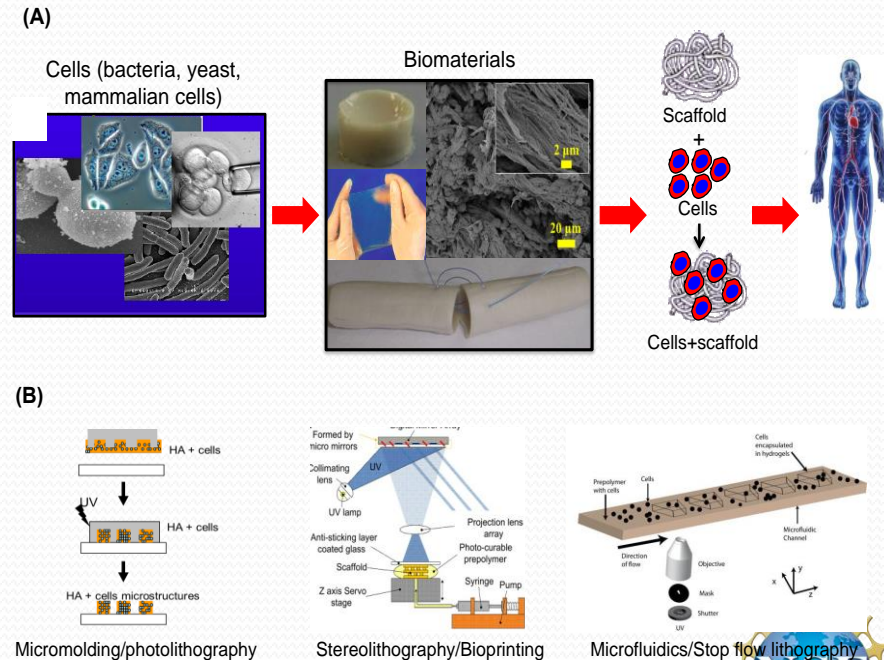 (A)
Cells (bacteria, yeast,
mammalian cells)
Biomaterials
2 µm
20 µm
Scaffold
+
Cells
Cells+scaffold
(B)
HA + cells
UV
HA + cells
HA + cells microstructures
Micromolding/photolithography
Formed by
micro mirrors
Collimating
lens
UV
UV lamp
Projection lens
array
Anti-sticking layer
coated glass
Photo-curable
prepolymer
Scaffold
Z axis Servo
stage
Syringe
Pump
Stereolithography/Bioprinting
Cells
encapsulated
in hydrogels
Prepolymer
with cells
Cells
Microfluidic
Channel
Direction
of flow
Objective
Mask
Shutter
UV
x
y
z
Microfluidics/Stop flow lithography